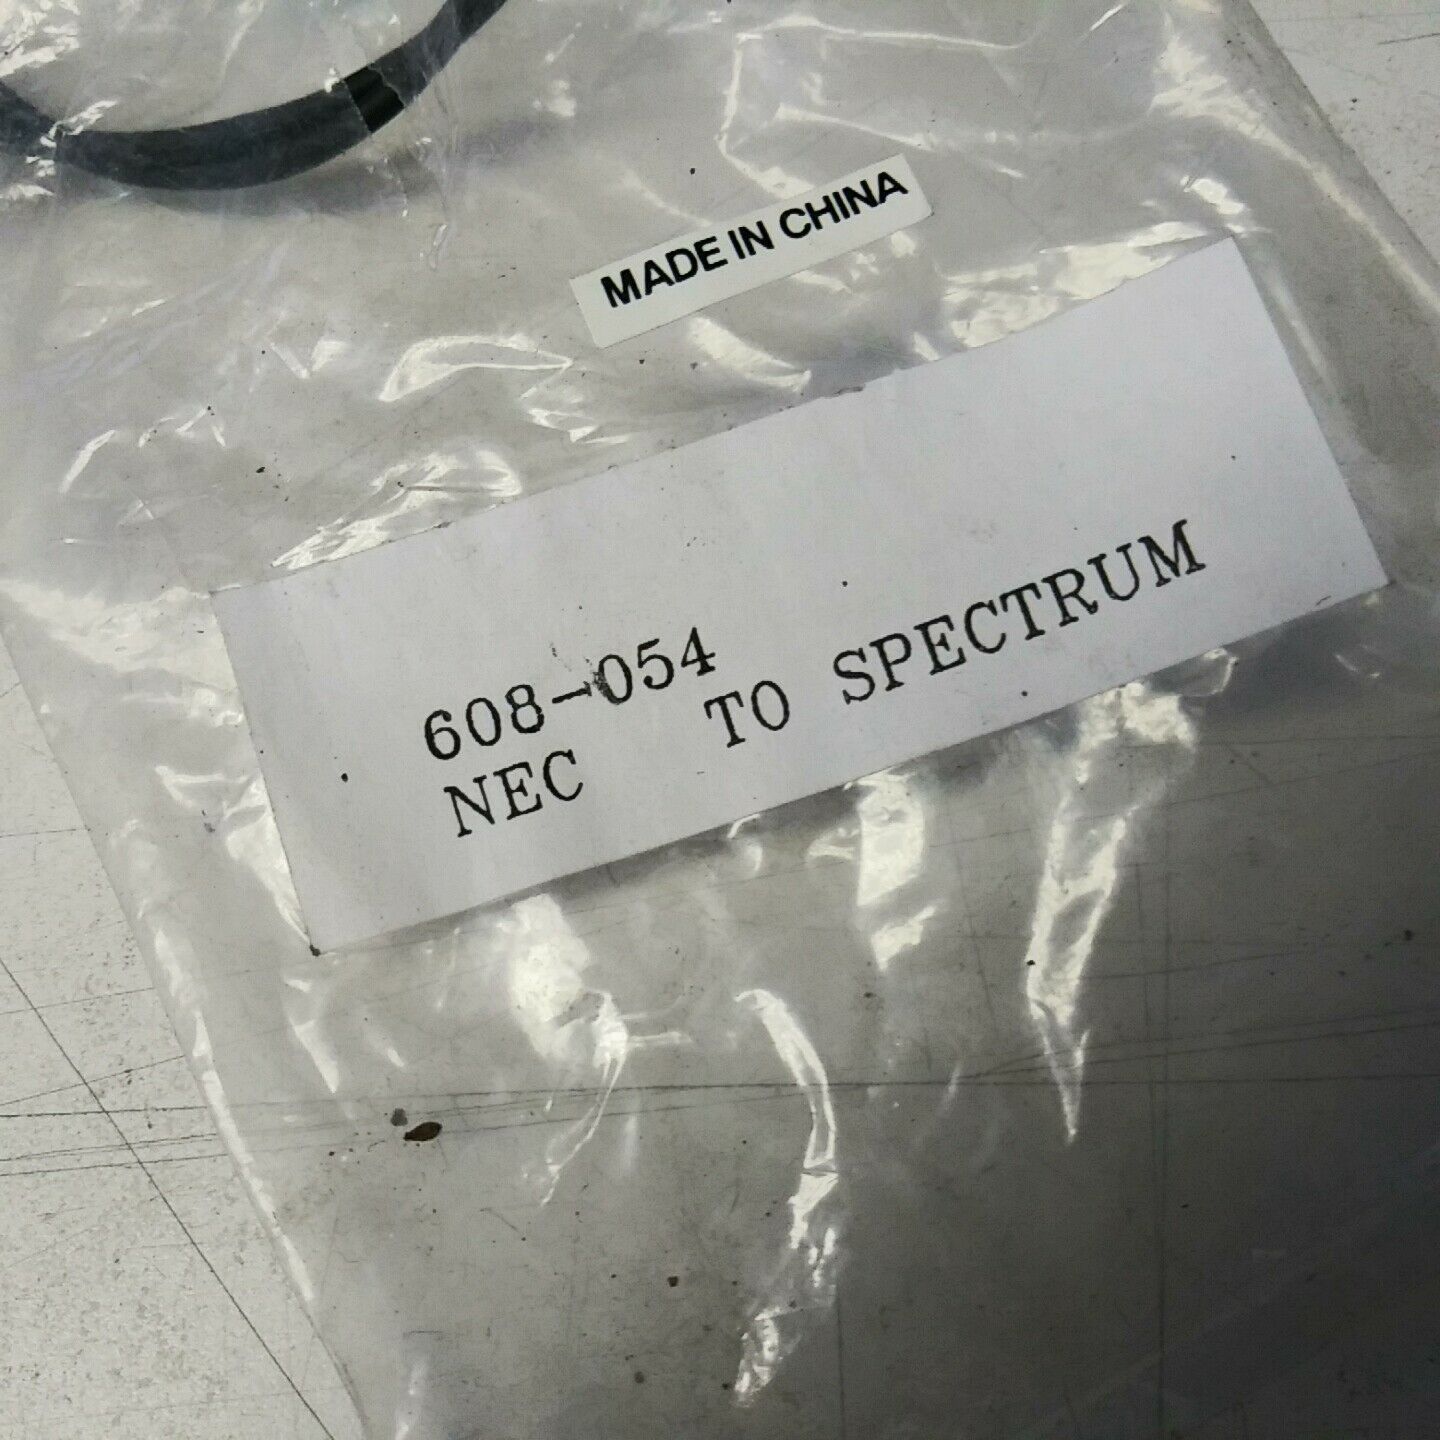 MADE IN CHINA
608-054
NEC TO SPECTRUM